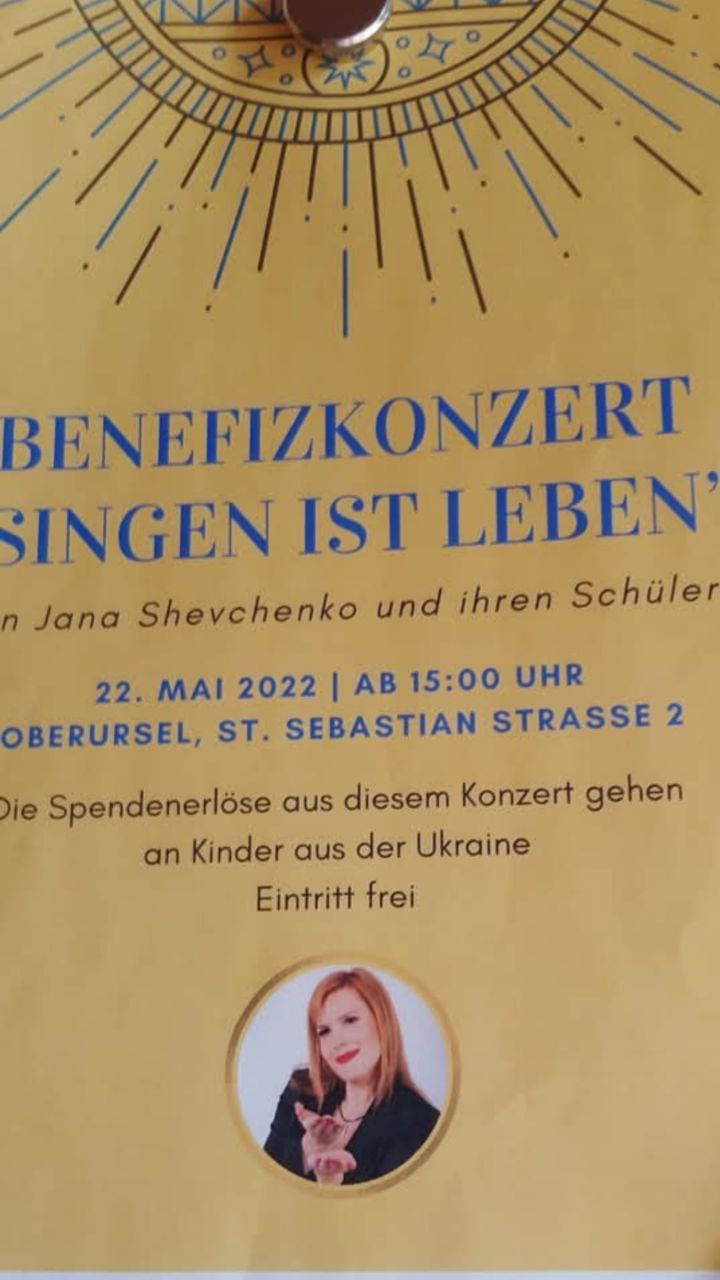 BENEFIZKONZERT
SINGEN IST LEBEN"
n Jana Shevchenko und ihren Schüler
22. MAI 2022 | AB 15:00 UHR
OBERURSEL, ST. SEBASTIAN STRASSE 2
Die Spendenerlöse aus diesem Konzert gehen
an Kinder aus der Ukraine
Eintritt frei